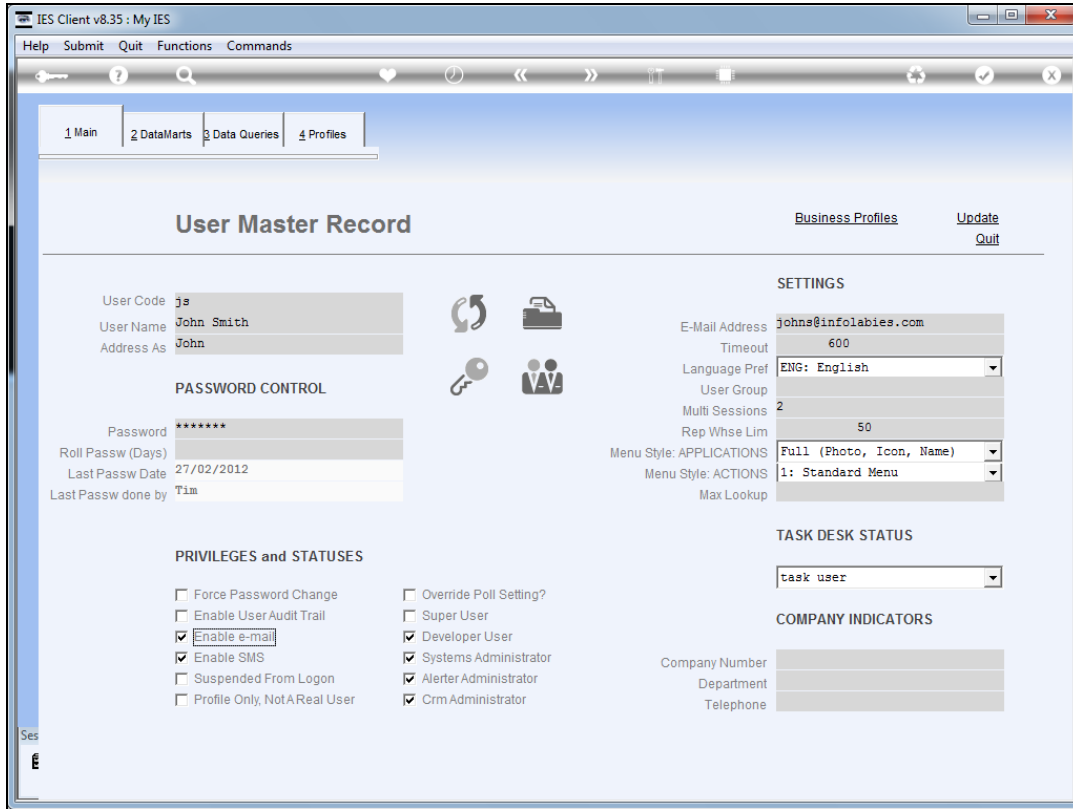 IES Client v8.35 : My IES
Help Submit Quit Functions Commands
1 Main
2 DataMarts
3 Data Queries
4 Profiles
User Master Record
Business Profiles
Update
Quit
User Code js
User Name John Smith
Address As John
PASSWORD CONTROL
Password *******
Roll Passw (Days)
Last Passw Date 27/02/2012
Last Passw done by Tim
SETTINGS
E-Mail Address johns@infolabies.com
Timeout 600
Language Pref ENG: English
User Group
Multi Sessions 2
Rep Whse Lim 50
Menu Style: APPLICATIONS Full (Photo, Icon, Name)
Menu Style: ACTIONS 1: Standard Menu
Max Lookup
PRIVILEGES and STATUSES
Force Password Change
Enable User Audit Trail
Enable e-mail
Enable SMS
Suspended From Logon
Profile Only, Not A Real User
Override Poll Setting?
Super User
Developer User
Systems Administrator
Alerter Administrator
Crm Administrator
TASK DESK STATUS
task user
COMPANY INDICATORS
Company Number
Department
Telephone
Ses